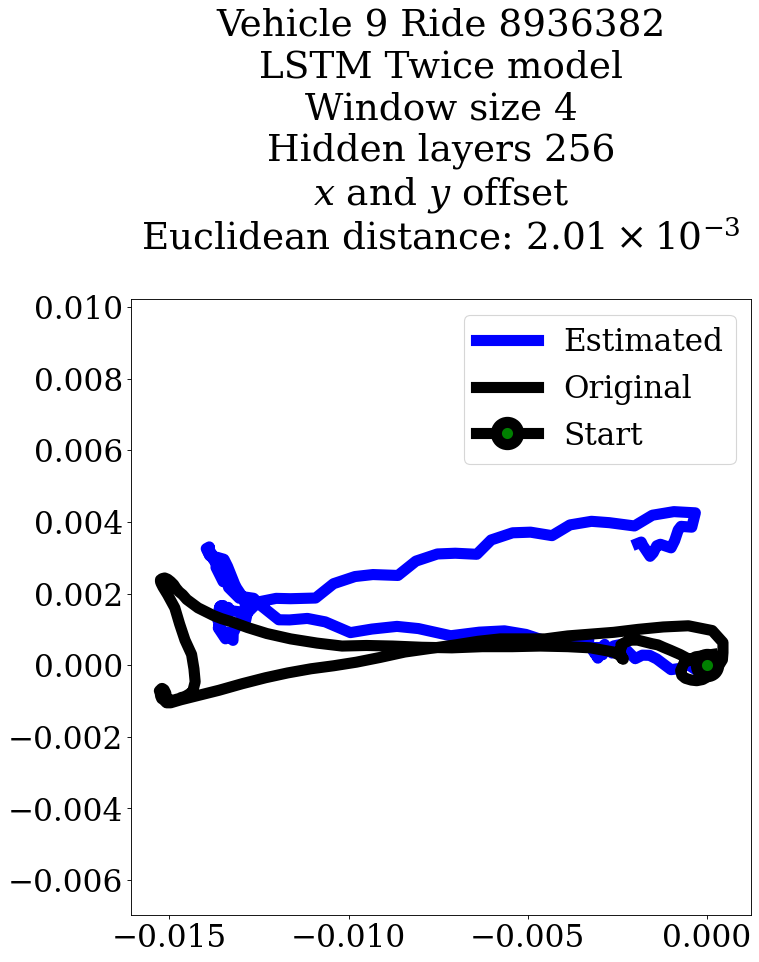 Vehicle 9 Ride 8936382
LSTM Twice model
Window size 4
Hidden layers 256
x and y offset
Euclidean distance: 2.01 × 10⁻³
Estimated
Original
Start
0.010
0.008
0.006
0.004
0.002
0.000
−0.002
−0.004
−0.006
−0.015 −0.010 −0.005 0.000